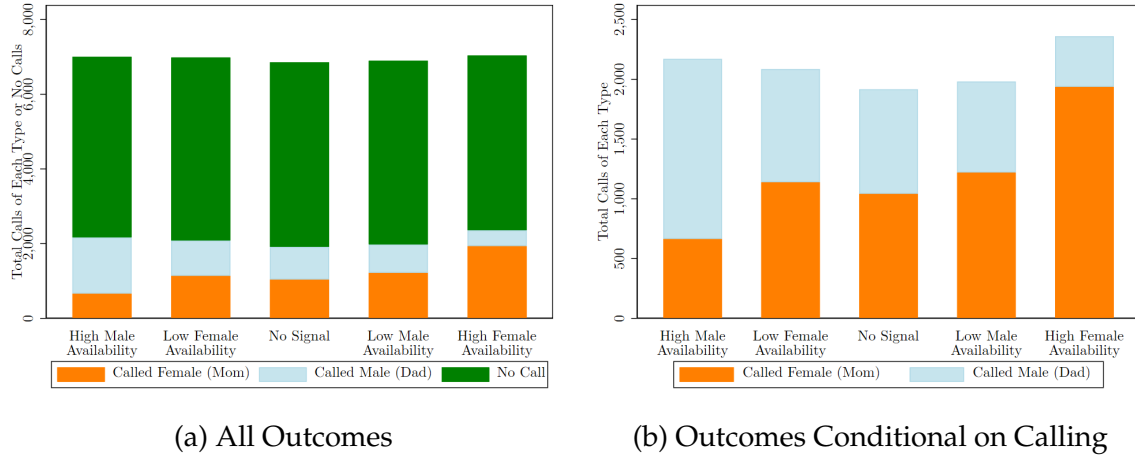 Total Calls of Each Type or No Calls
8,000
6,000
4,000
2,000
0
High Male
Availability
Low Female
Availability
No Signal
Low Male
Availability
High Female
Availability
Called Female (Mom)
Called Male (Dad)
No Call
(a) All Outcomes
Total Calls of Each Type
2,500
2,000
1,500
1,000
500
0
High Male
Availability
Low Female
Availability
No Signal
Low Male
Availability
High Female
Availability
Called Female (Mom)
Called Male (Dad)
(b) Outcomes Conditional on Calling